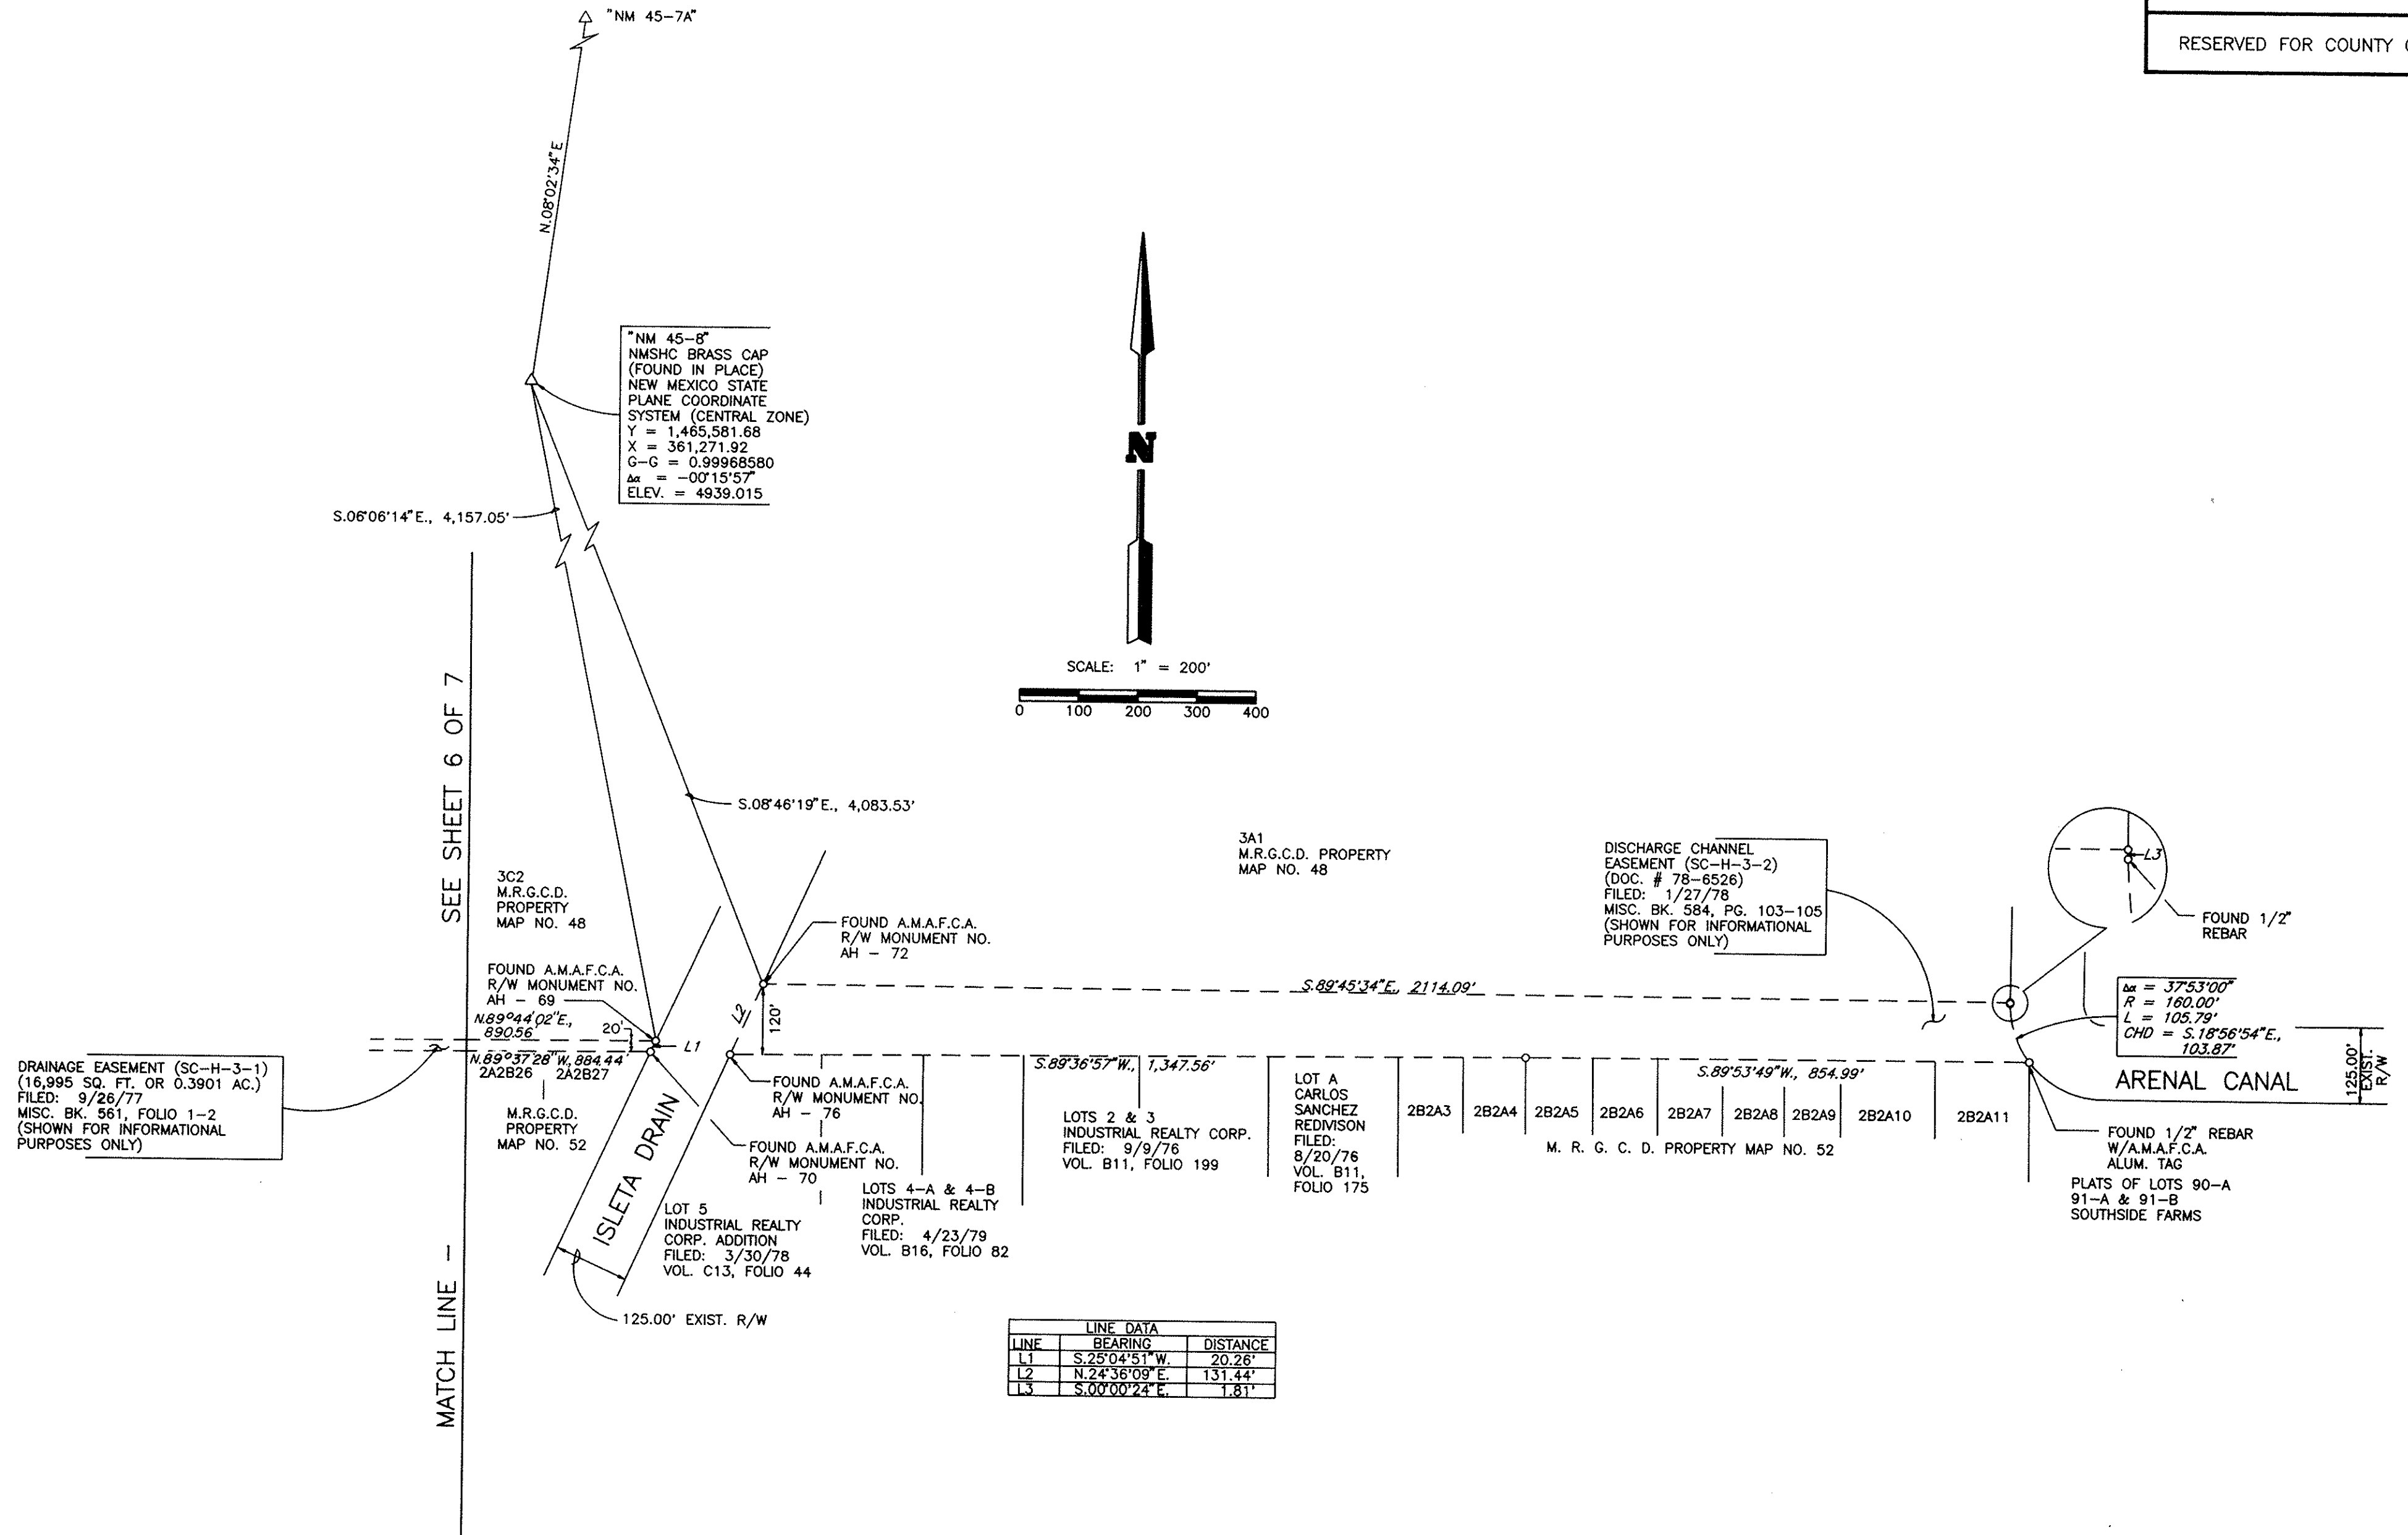 "NM 45-7A"
RESERVED FOR COUNTY
N.08°02'34"E
"NM 45-8"
NMSHC BRASS CAP
(FOUND IN PLACE)
NEW MEXICO STATE
PLANE COORDINATE
SYSTEM (CENTRAL ZONE)
Y = 1,465,581.68
X = 361,271.92
G-G = 0.99968580
Δα = -00°15'57"
ELEV. = 4939.015
N
SCALE: 1" = 200'
0 100 200 300 400
S.06°06'14"E., 4,157.05'
S.08°46'19"E., 4,083.53'
MATCH LINE - SEE SHEET 6 OF 7
3C2
M.R.G.C.D.
PROPERTY
MAP NO. 48
3A1
M.R.G.C.D. PROPERTY
MAP NO. 48
DISCHARGE CHANNEL
EASEMENT (SC-H-3-2)
(DOC. # 78-6526)
FILED: 1/27/78
MISC. BK. 584, PG. 103-105
(SHOWN FOR INFORMATIONAL
PURPOSES ONLY)
L3
FOUND 1/2"
REBAR
FOUND A.M.A.F.C.A.
R/W MONUMENT NO.
AH - 72
FOUND A.M.A.F.C.A.
R/W MONUMENT NO.
AH - 69
N.89°44'02"E.,
890.56'
20'
L1
L2
120'
S.89°45'34"E., 2114.09'
Δα = 37°53'00"
R = 160.00'
L = 105.79'
CHD = S.18°56'54"E.,
103.87'
125.00'
EXIST.
R/W
ARENAL CANAL
N.89°37'28"W., 884.44'
2A2B26 2A2B27
M.R.G.C.D.
PROPERTY
MAP NO. 52
DRAINAGE EASEMENT (SC-H-3-1)
(16,995 SQ. FT. OR 0.3901 AC.)
FILED: 9/26/77
MISC. BK. 561, FOLIO 1-2
(SHOWN FOR INFORMATIONAL
PURPOSES ONLY)
FOUND A.M.A.F.C.A.
R/W MONUMENT NO.
AH - 76
FOUND A.M.A.F.C.A.
R/W MONUMENT NO.
AH - 70
ISLETA DRAIN
125.00' EXIST. R/W
LOT 5
INDUSTRIAL REALTY
CORP. ADDITION
FILED: 3/30/78
VOL. C13, FOLIO 44
LOTS 4-A & 4-B
INDUSTRIAL REALTY
CORP.
FILED: 4/23/79
VOL. B16, FOLIO 82
S.89°36'57"W., 1,347.56'
LOTS 2 & 3
INDUSTRIAL REALTY CORP.
FILED: 9/9/76
VOL. B11, FOLIO 199
LOT A
CARLOS
SANCHEZ
REDIVISON
FILED:
8/20/76
VOL. B11,
FOLIO 175
S.89°53'49"W., 854.99'
2B2A3 2B2A4 2B2A5 2B2A6 2B2A7 2B2A8 2B2A9 2B2A10 2B2A11
M. R. G. C. D. PROPERTY MAP NO. 52
FOUND 1/2" REBAR
W/A.M.A.F.C.A.
ALUM. TAG
PLATS OF LOTS 90-A
91-A & 91-B
SOUTHSIDE FARMS
LINE DATA
LINE BEARING DISTANCE
L1 S.25°04'51"W. 20.26'
L2 N.24°36'09"E. 131.44'
L3 S.00°00'24"E. 1.81'